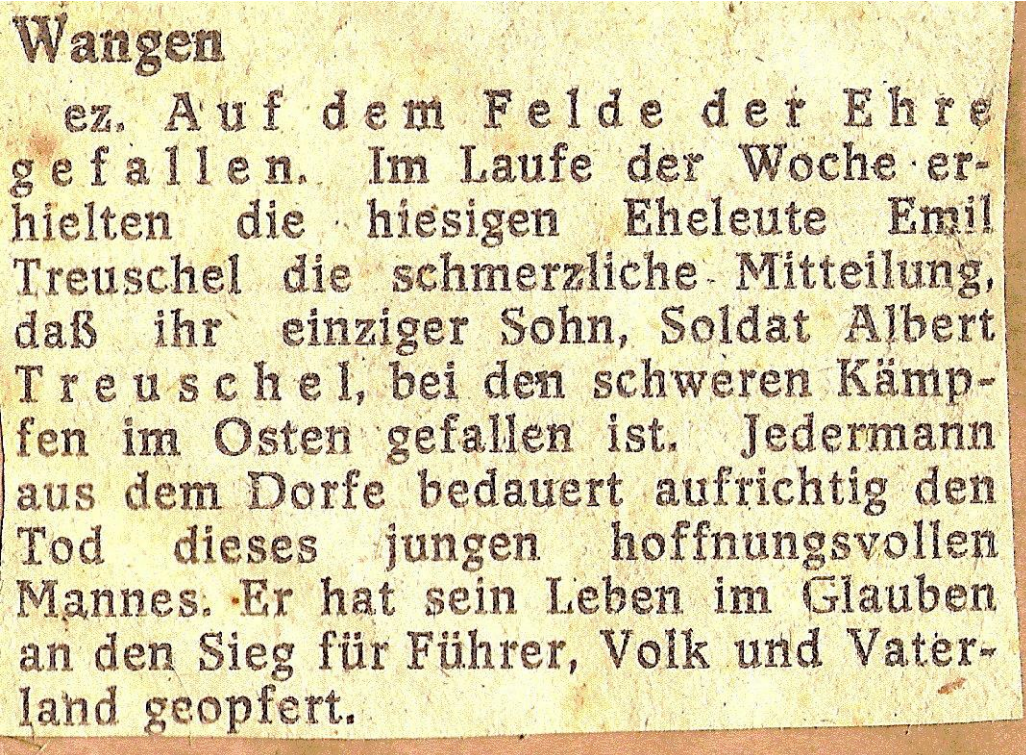 Wangen
ez. Auf dem Felde der Ehre
gefallen. Im Laufe der Woche er-
hielten die hiesigen Eheleute Emil
Treuschel die schmerzliche Mitteilung,
daß ihr einziger Sohn, Soldat Albert
Treuschel, bei den schweren Kämp-
fen im Osten gefallen ist. Jedermann
aus dem Dorfe bedauert aufrichtig den
Tod dieses jungen hoffnungsvollen
Mannes. Er hat sein Leben im Glauben
an den Sieg für Führer, Volk und Vater-
land geopfert.